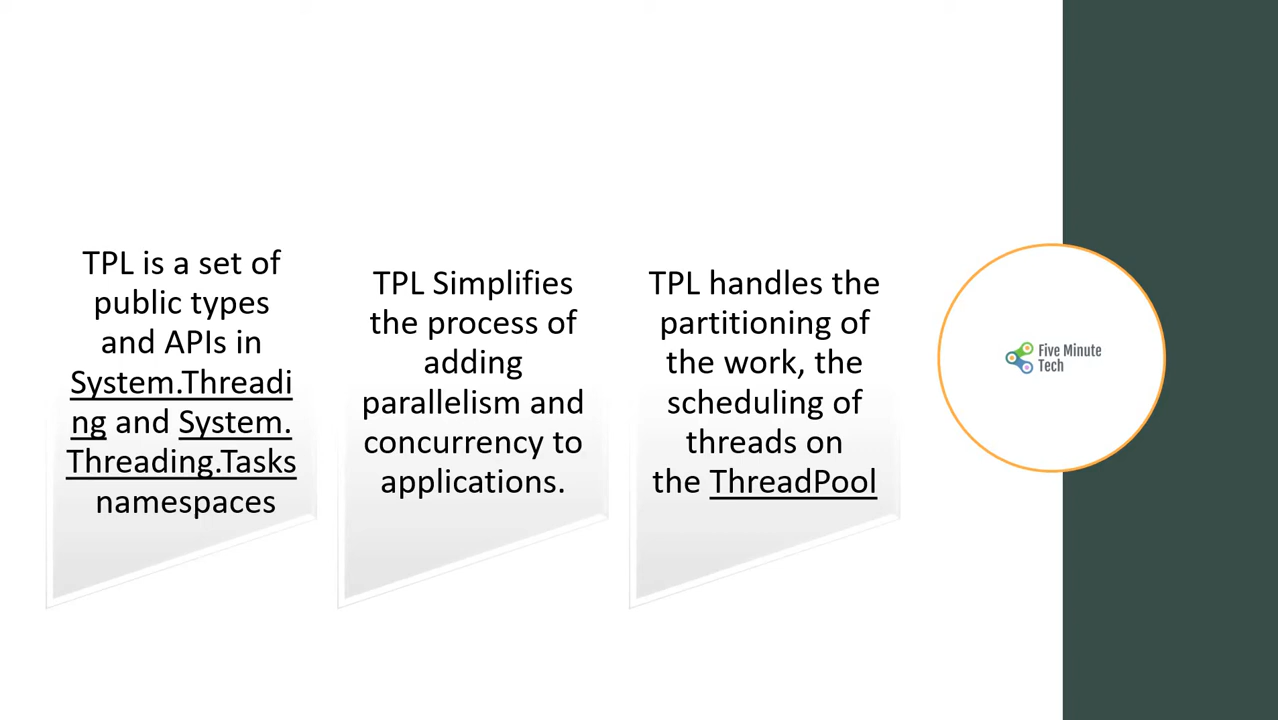 TPL is a set of
public types
and APIs in
System.Threadi
ng and System.
Threading.Tasks
namespaces
TPL Simplifies
the process of
adding
parallelism and
concurrency to
applications.
TPL handles the
partitioning of
the work, the
scheduling of
threads on
the ThreadPool
Five Minute
Tech